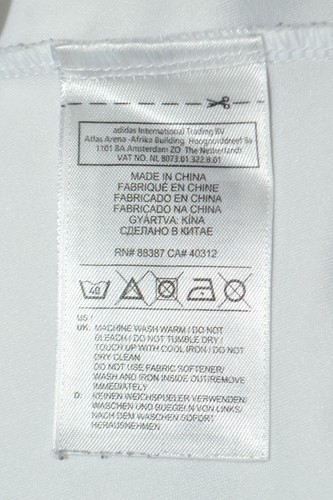 adidas International Trading BV
Atlas Arena -Afrika Building Hoogoorddreef 9a
1101 BA Amsterdam ZO The Netherlands
VAT NO. NL 8073.01.322.B.01
MADE IN CHINA
FABRIQUÉ EN CHINE
FABRICADO EN CHINA
FABRICADO NA CHINA
GYÁRTVA: KÍNA
СДЕЛАНО В КИТАЕ
RN# 88387 CA# 40312
40
US /
UK: MACHINE WASH WARM / DO NOT
BLEACH / DO NOT TUMBLE DRY /
TOUCH UP WITH COOL IRON / DO NOT
DRY CLEAN
DO NOT USE FABRIC SOFTENER/
WASH AND IRON INSIDE OUT/REMOVE
IMMEDIATELY
D: KEINEN WEICHSPUELER VERWENDEN/
WASCHEN UND BUEGELN VON LINKS/
NACH DEM WASCHEN SOFORT
HERAUSNEHMEN